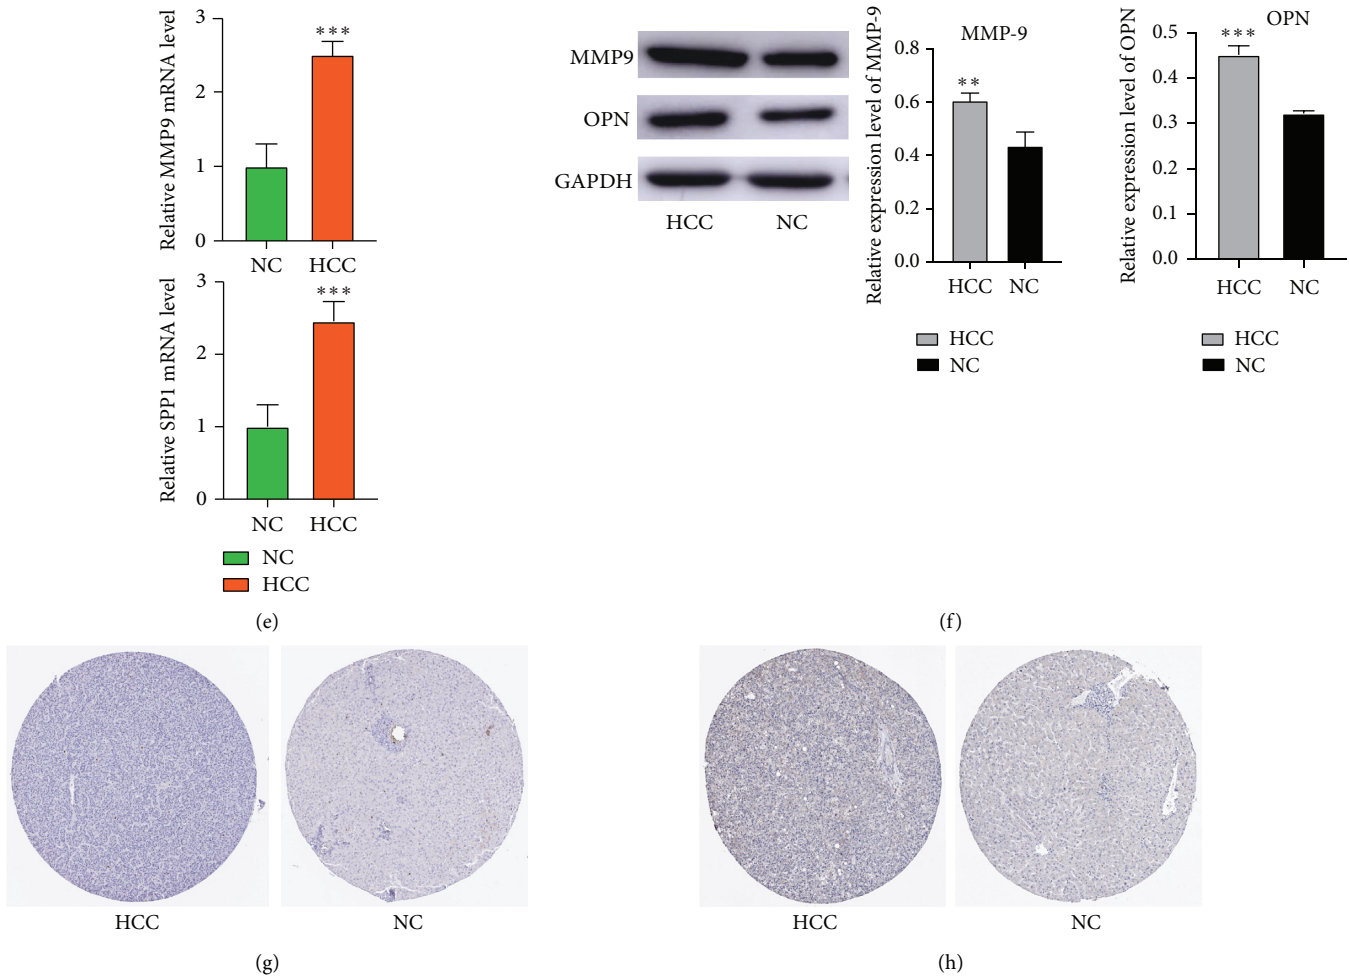 Relative MMP9 mRNA level
3
2
1
0
***
NC HCC
Relative SPP1 mRNA level
3
2
1
0
***
NC HCC
NC
HCC
(e)
MMP9
OPN
GAPDH
HCC NC
MMP-9
Relative expression level of MMP-9
0.8
0.6
0.4
0.2
0.0
**
HCC NC
HCC
NC
OPN
Relative expression level of OPN
0.5
0.4
0.3
0.2
0.1
0.0
***
HCC NC
HCC
NC
(f)
HCC NC
(g)
HCC NC
(h)